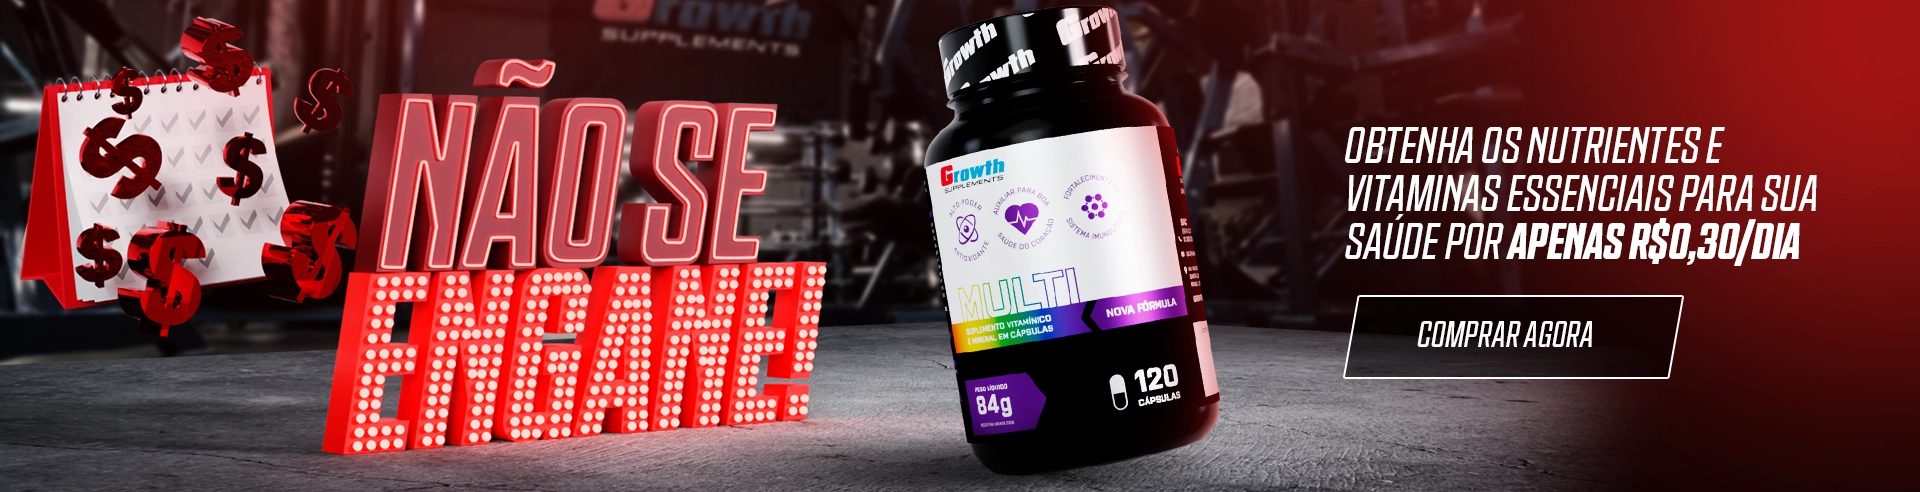 Growth
SUPPLEMENTS
NÃO SE
ENGANE!
Growth
Growth
Growth
SUPPLEMENTS
ALTO PODER
ANTIOXIDANTE
AUXILIAR PARA BOA
SAÚDE DO CORAÇÃO
FORTALECIMENTO DO
SISTEMA IMUNOLÓGICO
MULTI
SUPLIMENTO VITAMÍNICO
E MINERAL EM CÁPSULAS
NOVA FÓRMULA
PESO LÍQUIDO
84g
120
CÁPSULAS
OBTENHA OS NUTRIENTES E
VITAMINAS ESSENCIAIS PARA SUA
SAÚDE POR APENAS R$0,30/DIA
COMPRAR AGORA